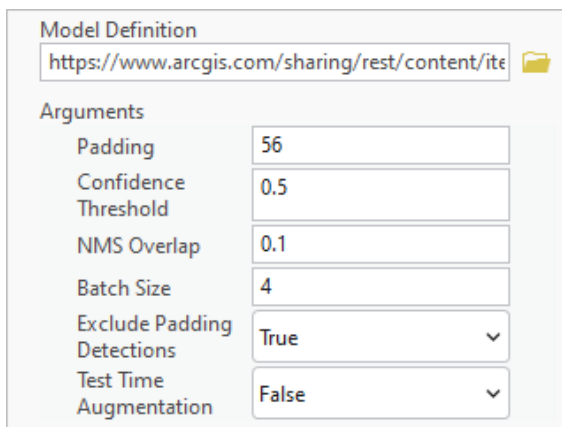 Model Definition
https://www.arcgis.com/sharing/rest/content/ite
Arguments
Padding 56
Confidence Threshold 0.5
NMS Overlap 0.1
Batch Size 4
Exclude Padding Detections True
Test Time Augmentation False